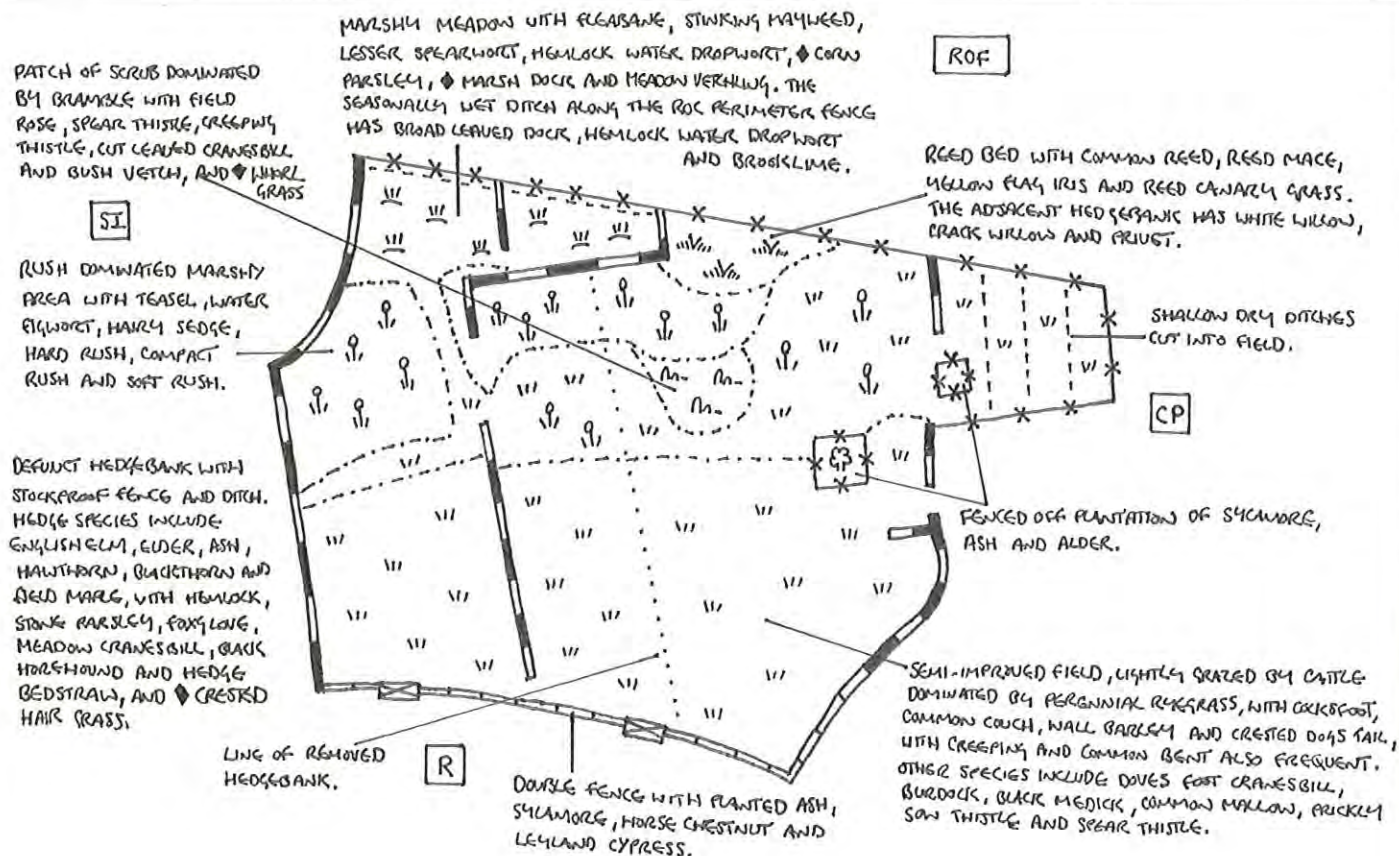 MARSHY MEADOW WITH FLEABANE, STINKING MAYWEED,
LESSER SPEARWORT, HEMLOCK WATER DROPWORT, ♦ CORN
PARSLEY, ♦ MARSH DOCK AND MEADOW VETCHLING. THE
SEASONALLY WET DITCH ALONG THE ROF PERIMETER FENCE
HAS BROAD LEAVED DOCK, HEMLOCK WATER DROPWORT
AND BROOKLIME.
ROF
PATCH OF SCRUB DOMINATED
BY BRAMBLE WITH FIELD
ROSE, SPEAR THISTLE, CREEPING
THISTLE, CUT LEAVED CRANESBILL
AND BUSH VETCH, AND ♦ WHORL
GRASS
SI
REED BED WITH COMMON REED, REED MACE,
YELLOW FLAG IRIS AND REED CANARY GRASS.
THE ADJACENT HEDGEBANK HAS WHITE WILLOW,
CRACK WILLOW AND PRIVET.
RUSH DOMINATED MARSHY
AREA WITH TEASEL, WATER
FIGWORT, HAIRY SEDGE,
HARD RUSH, COMPACT
RUSH AND SOFT RUSH.
SHALLOW DRY DITCHES
CUT INTO FIELD.
CP
DEFUNCT HEDGEBANK WITH
STOCKPROOF FENCE AND DITCH.
HEDGE SPECIES INCLUDE
ENGLISH ELM, ELDER, ASH,
HAWTHORN, BLACKTHORN AND
FIELD MAPLE, WITH HEMLOCK,
STONE PARSLEY, FOXGLOVE,
MEADOW CRANESBILL, BLACK
HOREHOUND AND HEDGE
BEDSTRAW, AND ♦ CRESTED
HAIR GRASS.
FENCED OFF PLANTATION OF SYCAMORE,
ASH AND ALDER.
LINE OF REMOVED
HEDGEBANK.
R
DOUBLE FENCE WITH PLANTED ASH,
SYCAMORE, HORSE CHESTNUT AND
LEYLAND CYPRESS.
SEMI-IMPROVED FIELD, LIGHTLY GRAZED BY CATTLE
DOMINATED BY PERENNIAL RYEGRASS, WITH COCKSFOOT,
COMMON COUCH, WALL BARLEY AND CRESTED DOGS TAIL,
WITH CREEPING AND COMMON BENT ALSO FREQUENT.
OTHER SPECIES INCLUDE DOVES FOOT CRANESBILL,
BURDOCK, BLACK MEDICK, COMMON MALLOW, PRICKLY
SOW THISTLE AND SPEAR THISTLE.